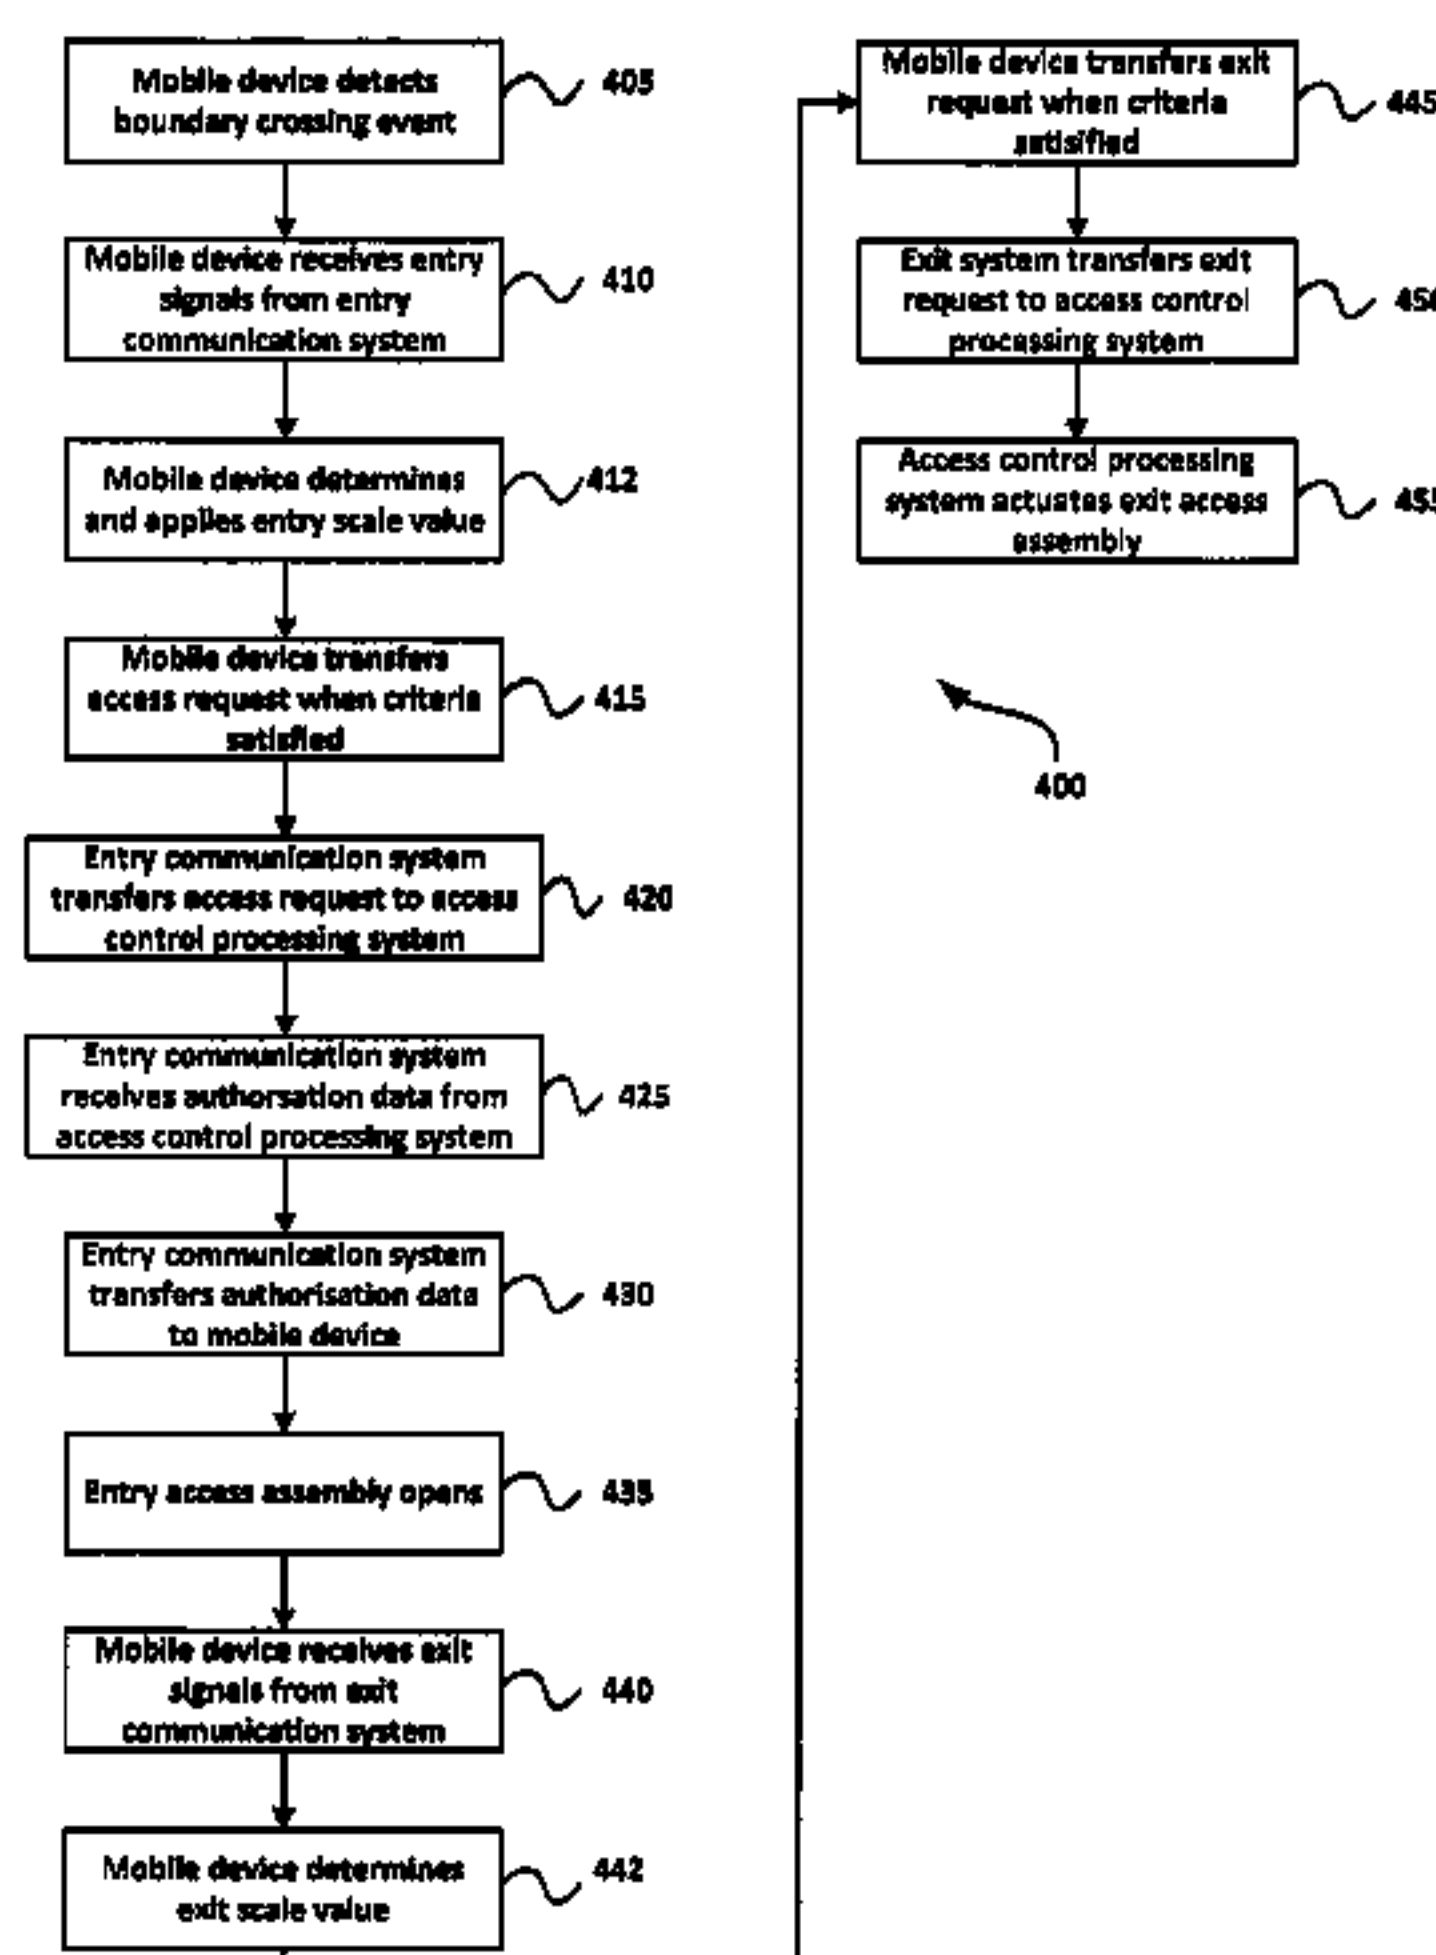 Mobile device detects
boundary crossing event
405
Mobile device receives entry
signals from entry
communication system
410
Mobile device determines
and applies entry scale value
412
Mobile device transfers
access request when criteria
satisfied
415
Entry communication system
transfers access request to access
control processing system
420
Entry communication system
receives authorsation data from
access control processing system
425
Entry communication system
transfers authorisation data
to mobile device
430
Entry access assembly opens
435
Mobile device receives exit
signals from exit
communication system
440
Mobile device determines
exit scale value
442
Mobile device transfers exit
request when criteria
satisified
445
Exit system transfers exit
request to access control
processing system
450
Access control processing
system actuates exit access
assembly
455
400